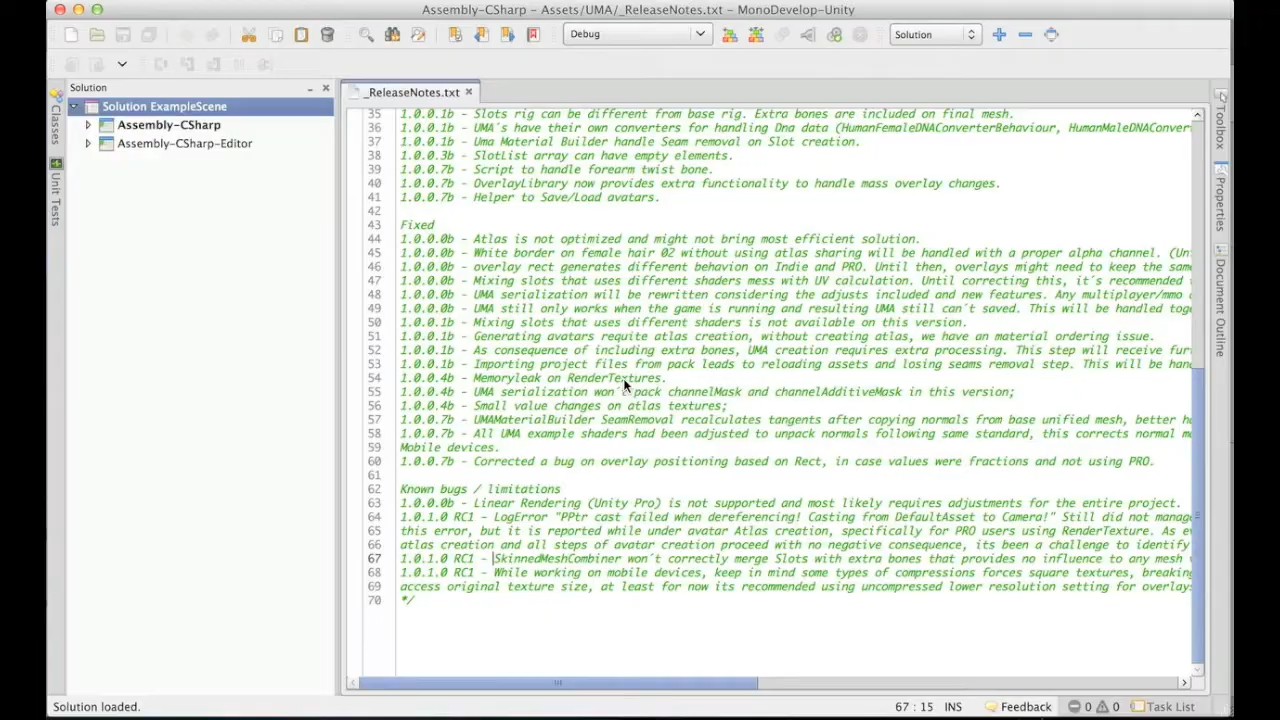 Assembly-CSharp – Assets/UMA/_ReleaseNotes.txt – MonoDevelop-Unity
Debug
Solution
Solution
_ReleaseNotes.txt
Solution ExampleScene
Assembly-CSharp
Assembly-CSharp-Editor
Classes
Unit Tests
35 1.0.0.1b - Slots rig can be different from base rig. Extra bones are included on final mesh.
36 1.0.0.1b - UMA´s have their own converters for handling Dna data (HumanFemaleDNAConverterBehaviour, HumanMaleDNAConver
37 1.0.0.1b - Uma Material Builder handle Seam removal on Slot creation.
38 1.0.0.3b - SlotList array can have empty elements.
39 1.0.0.7b - Script to handle forearm twist bone.
40 1.0.0.7b - OverlayLibrary now provides extra functionality to handle mass overlay changes.
41 1.0.0.7b - Helper to Save/Load avatars.
42
43 Fixed
44 1.0.0.0b - Atlas is not optimized and might not bring most efficient solution.
45 1.0.0.0b - White border on female hair 02 without using atlas sharing will be handled with a proper alpha channel. (Un
46 1.0.0.0b - overlay rect generates different behavion on Indie and PRO. Until then, overlays might need to keep the same
47 1.0.0.0b - Mixing slots that uses different shaders mess with UV calculation. Until correcting this, it´s recommended
48 1.0.0.0b - UMA serialization will be rewritten considering the adjusts included and new features. Any multiplayer/mmo
49 1.0.0.0b - UMA still only works when the game is running and resulting UMA still can´t saved. This will be handled tog
50 1.0.0.1b - Mixing slots that uses different shaders is not available on this version.
51 1.0.0.1b - Generating avatars requite atlas creation, without creating atlas, we have an material ordering issue.
52 1.0.0.1b - As consequence of including extra bones, UMA creation requires extra processing. This step will receive fur
53 1.0.0.1b - Importing project files from pack leads to reloading assets and losing seams removal step. This will be han
54 1.0.0.4b - Memoryleak on RenderTextures.
55 1.0.0.4b - UMA serialization won´t pack channelMask and channelAdditiveMask in this version;
56 1.0.0.4b - Small value changes on atlas textures;
57 1.0.0.7b - UMAMaterialBuilder SeamRemoval recalculates tangents after copying normals from base unified mesh, better h
58 1.0.0.7b - All UMA example shaders had been adjusted to unpack normals following same standard, this corrects normal m
59 Mobile devices.
60 1.0.0.7b - Corrected a bug on overlay positioning based on Rect, in case values were fractions and not using PRO.
61
62 Known bugs / limitations
63 1.0.0.0b - Linear Rendering (Unity Pro) is not supported and most likely requires adjustments for the entire project.
64 1.0.1.0 RC1 - LogError "PPtr cast failed when dereferencing! Casting from DefaultAsset to Camera!" Still did not manag
65 this error, but it is reported while under avatar Atlas creation, specifically for PRO users using RenderTexture. As e
66 atlas creation and all steps of avatar creation proceed with no negative consequence, its been a challenge to identify
67 1.0.1.0 RC1 - SkinnedMeshCombiner won´t correctly merge Slots with extra bones that provides no influence to any mesh
68 1.0.1.0 RC1 - While working on mobile devices, keep in mind some types of compressions forces square textures, breaking
69 access original texture size, at least for now its recommended using uncompressed lower resolution setting for overlay
70 */
Toolbox
Properties
Document Outline
Solution loaded.
67 : 15 INS
Feedback
0
0
Task List